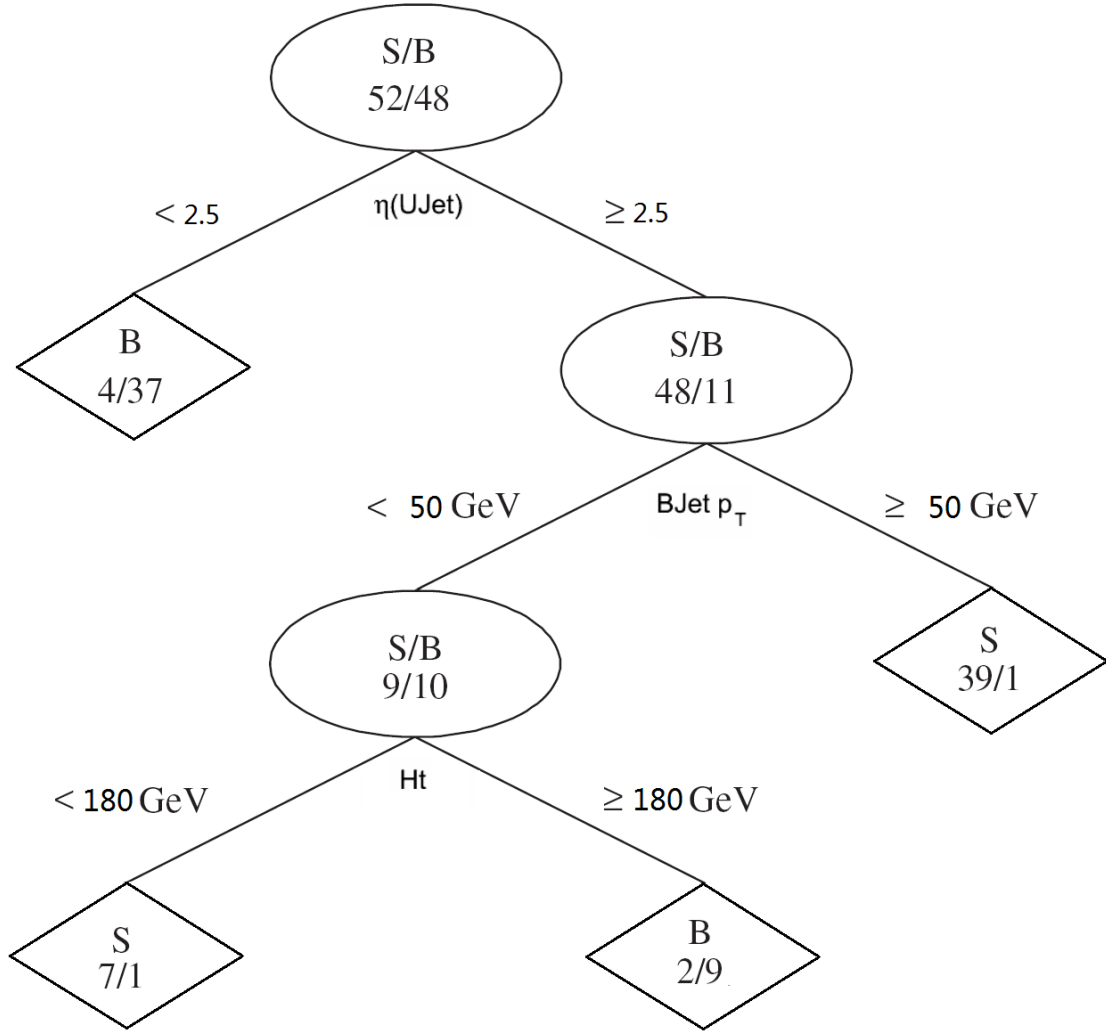 S/B
52/48
< 2.5
η(UJet)
≥ 2.5
B
4/37
S/B
48/11
< 50 GeV
BJet p_T
≥ 50 GeV
S/B
9/10
S
39/1
< 180 GeV
Ht
≥ 180 GeV
S
7/1
B
2/9